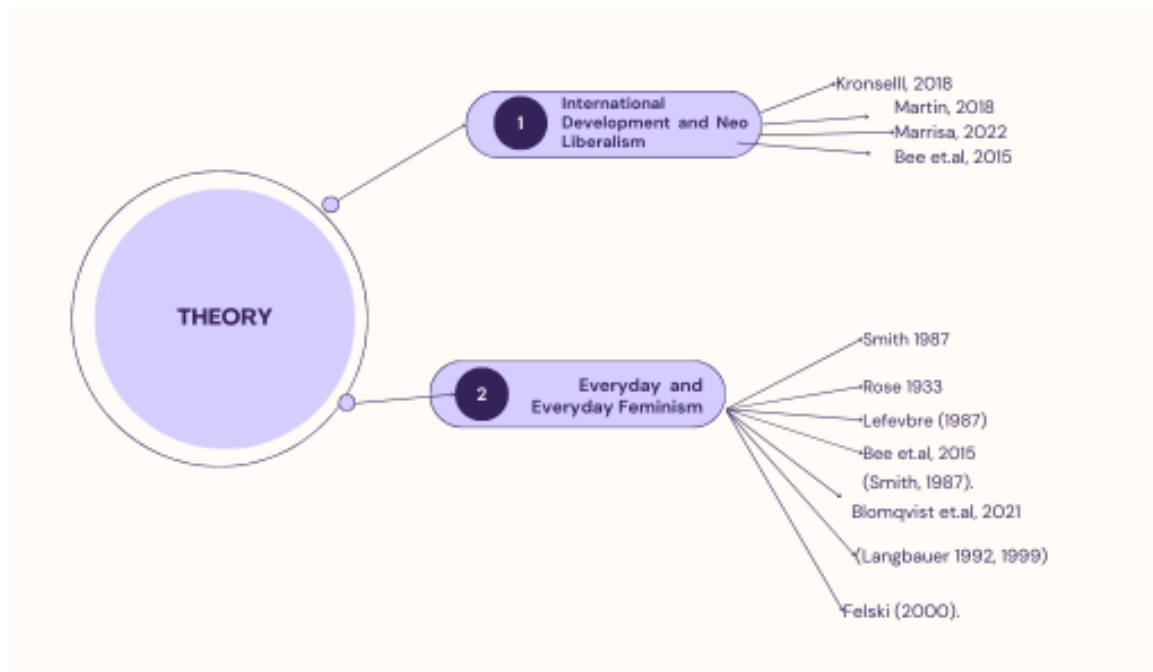 THEORY
1
International
Development and Neo
Liberalism
Kronselll, 2018
Martin, 2018
Marrisa, 2022
Bee et.al, 2015
2
Everyday and
Everyday Feminism
Smith 1987
Rose 1933
Lefevbre (1987)
Bee et.al, 2015
(Smith, 1987).
Blomqvist et.al, 2021
(Langbauer 1992, 1999)
Felski (2000).